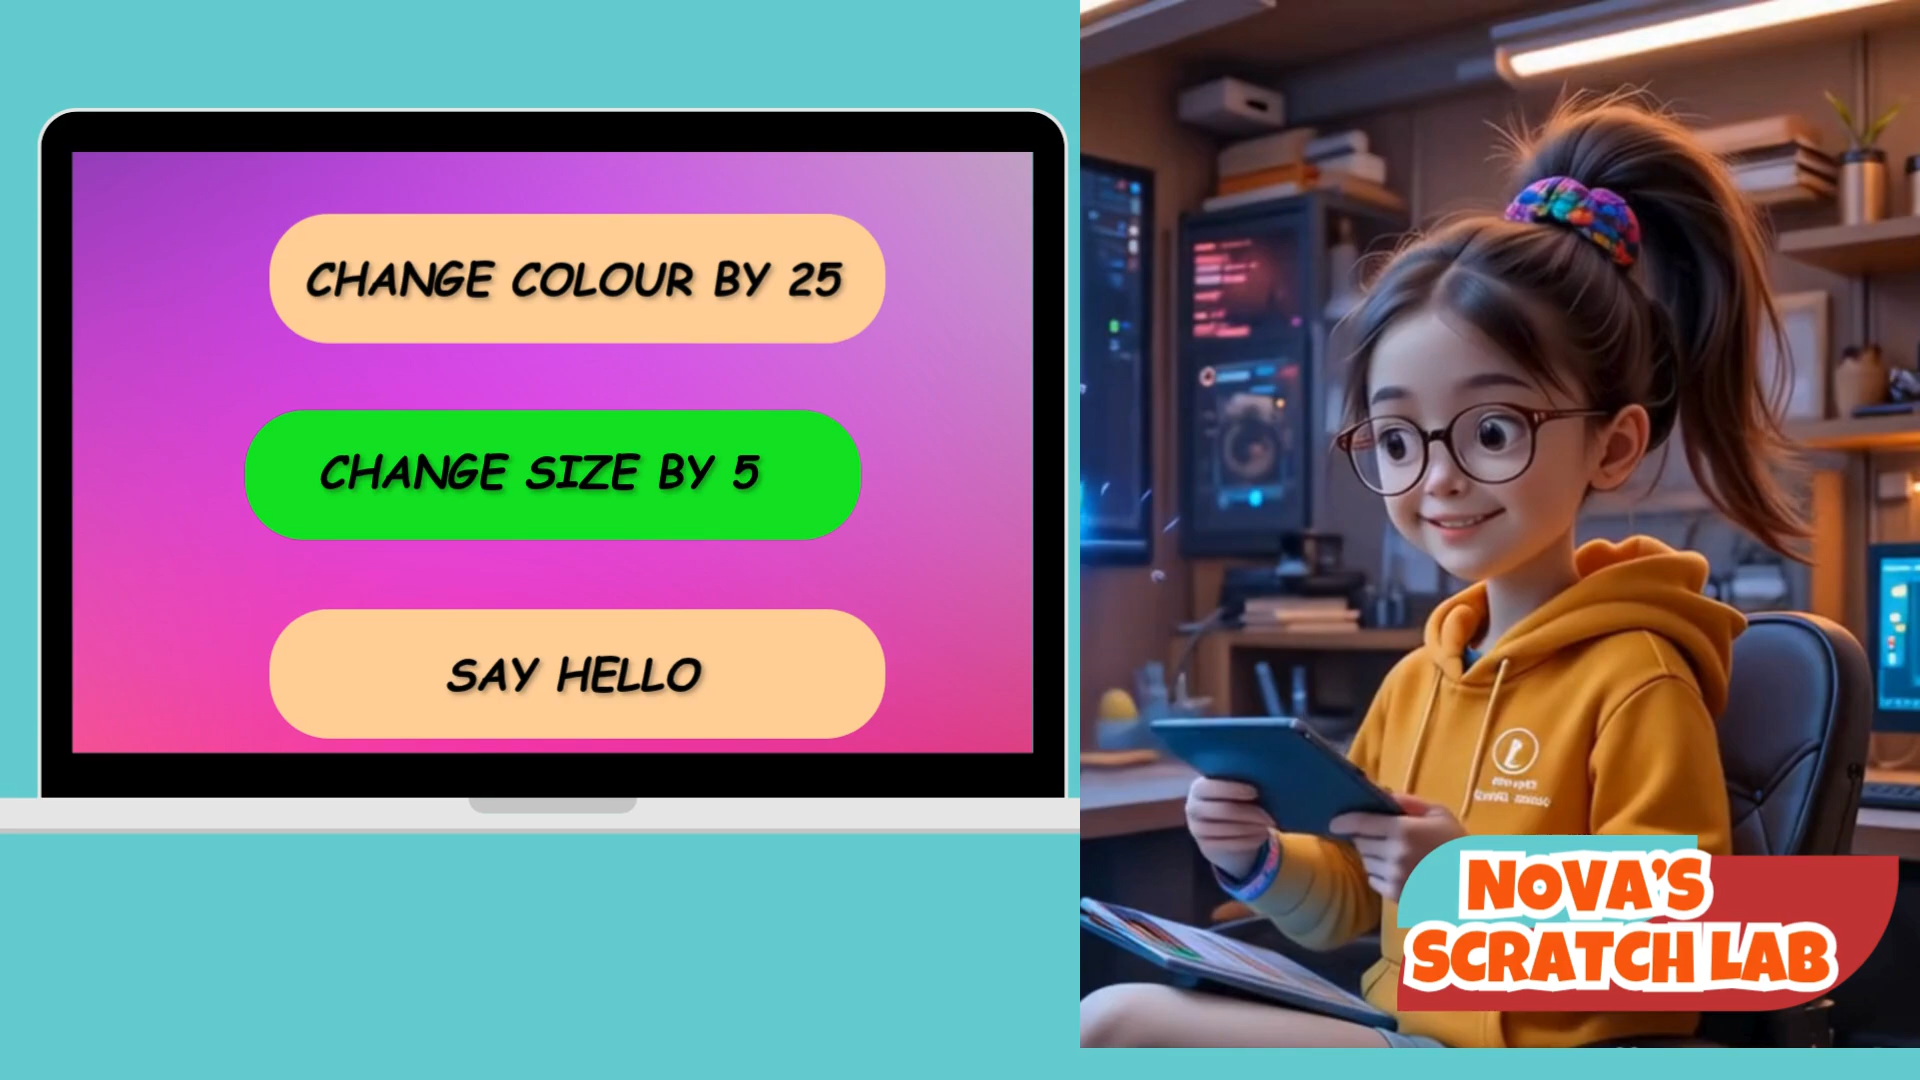 CHANGE COLOUR BY 25
CHANGE SIZE BY 5
SAY HELLO
NOVA'S
SCRATCH LAB